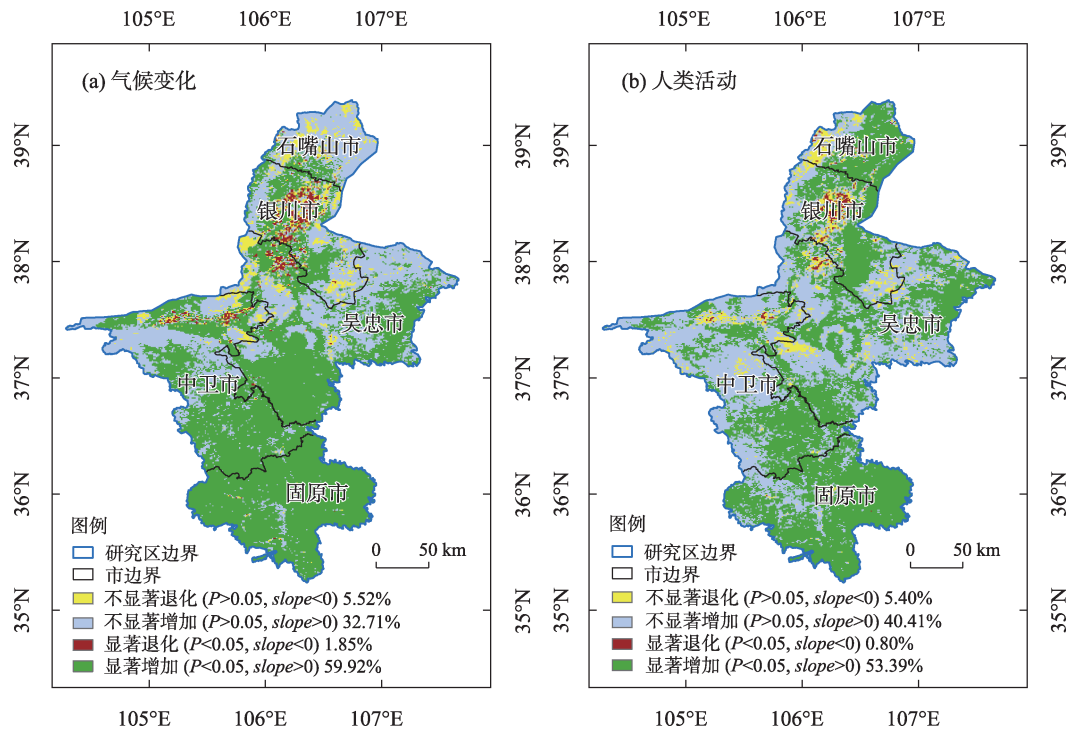 105°E 106°E 107°E
39°N
38°N
37°N
36°N
35°N
(a) 气候变化
石嘴山市
银川市
吴忠市
中卫市
固原市
图例
研究区边界
市边界
不显著退化 (P>0.05, slope<0) 5.52%
不显著增加 (P>0.05, slope>0) 32.71%
显著退化 (P<0.05, slope<0) 1.85%
显著增加 (P<0.05, slope>0) 59.92%
0 50 km
105°E 106°E 107°E
105°E 106°E 107°E
39°N
38°N
37°N
36°N
35°N
(b) 人类活动
石嘴山市
银川市
吴忠市
中卫市
固原市
图例
研究区边界
市边界
不显著退化 (P>0.05, slope<0) 5.40%
不显著增加 (P>0.05, slope>0) 40.41%
显著退化 (P<0.05, slope<0) 0.80%
显著增加 (P<0.05, slope>0) 53.39%
0 50 km
39°N
38°N
37°N
36°N
35°N
39°N
38°N
37°N
36°N
35°N
105°E 106°E 107°E